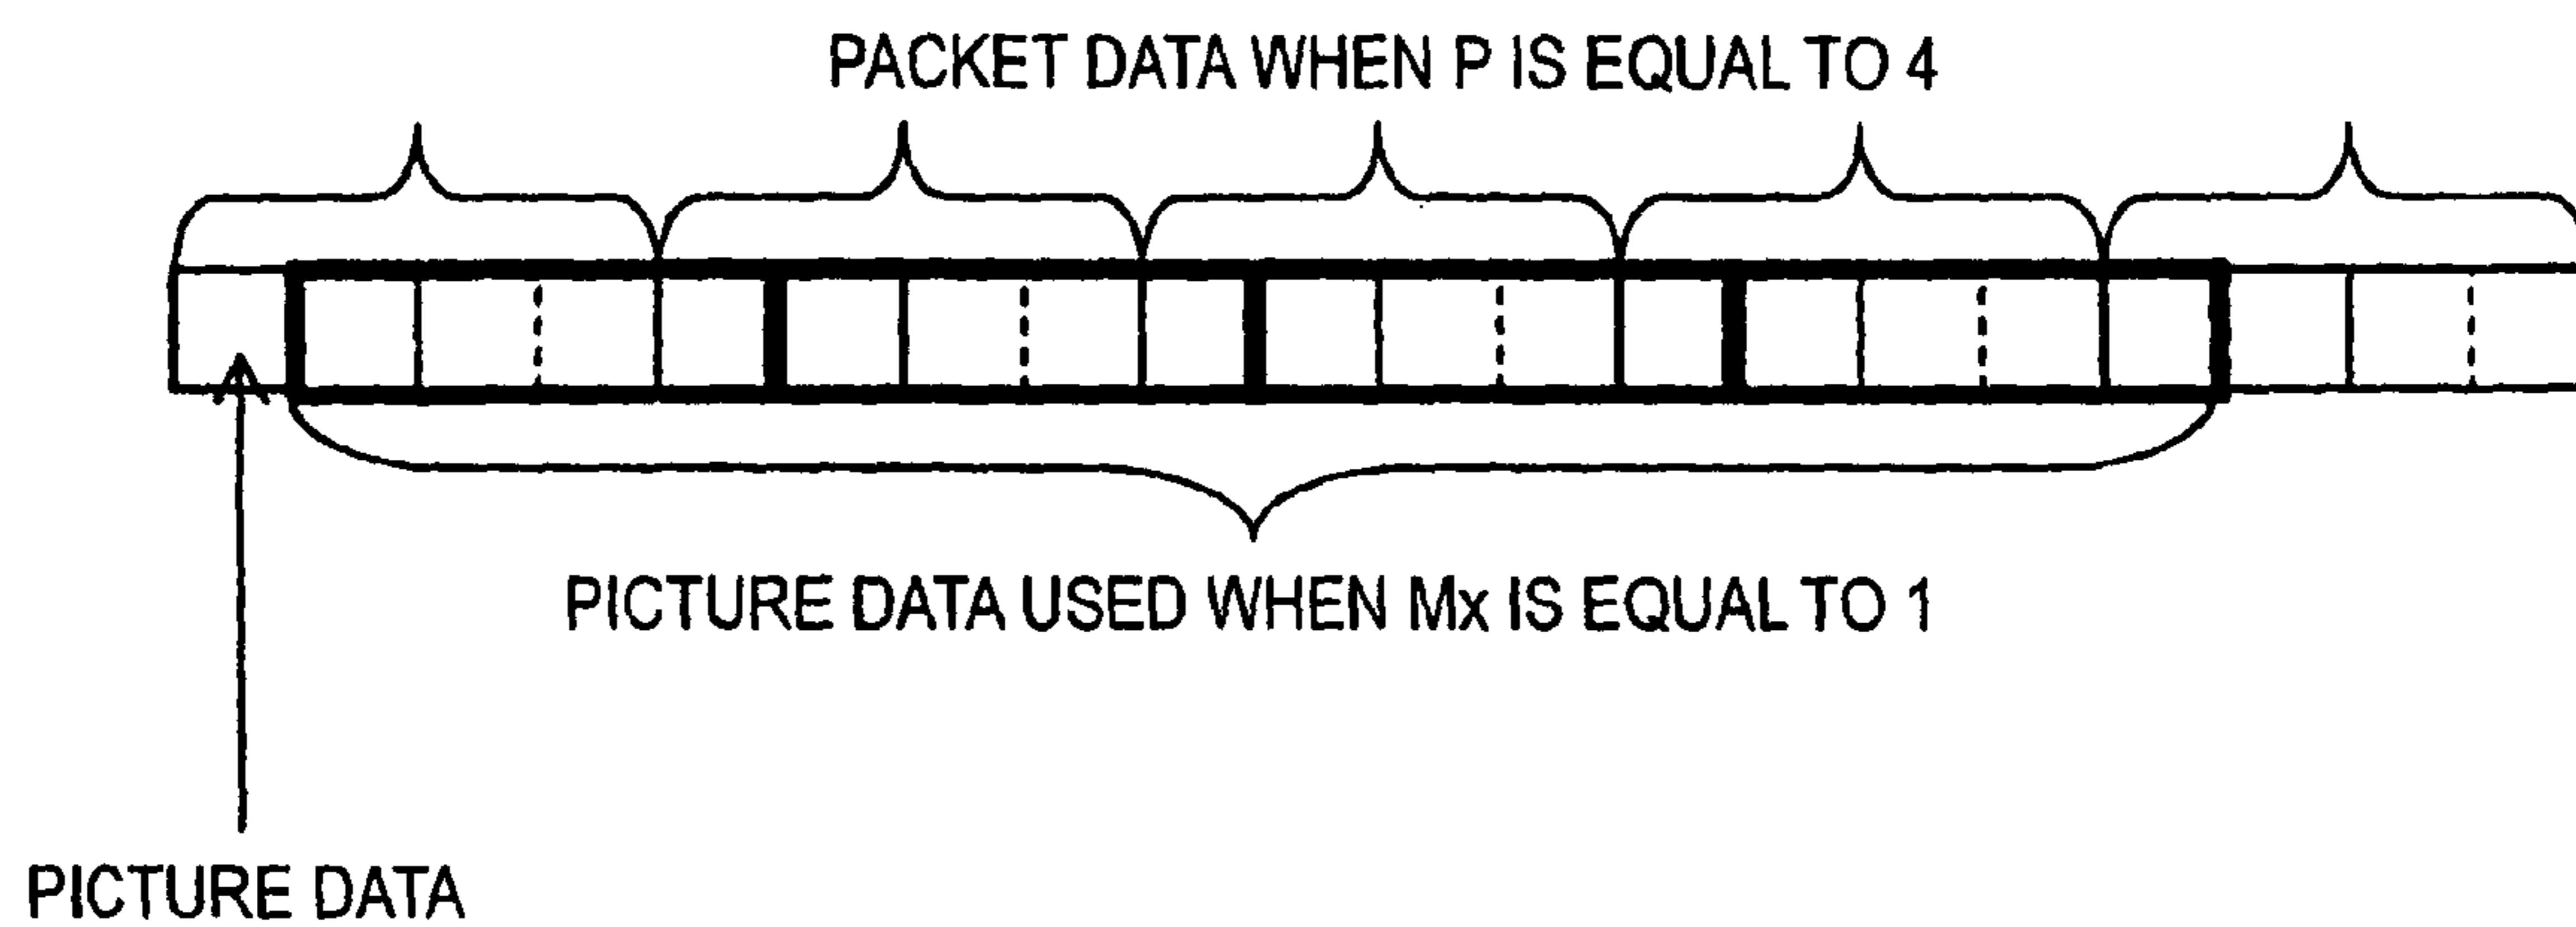 PACKET DATA WHEN P IS EQUAL TO 4
PICTURE DATA USED WHEN Mx IS EQUAL TO 1
PICTURE DATA